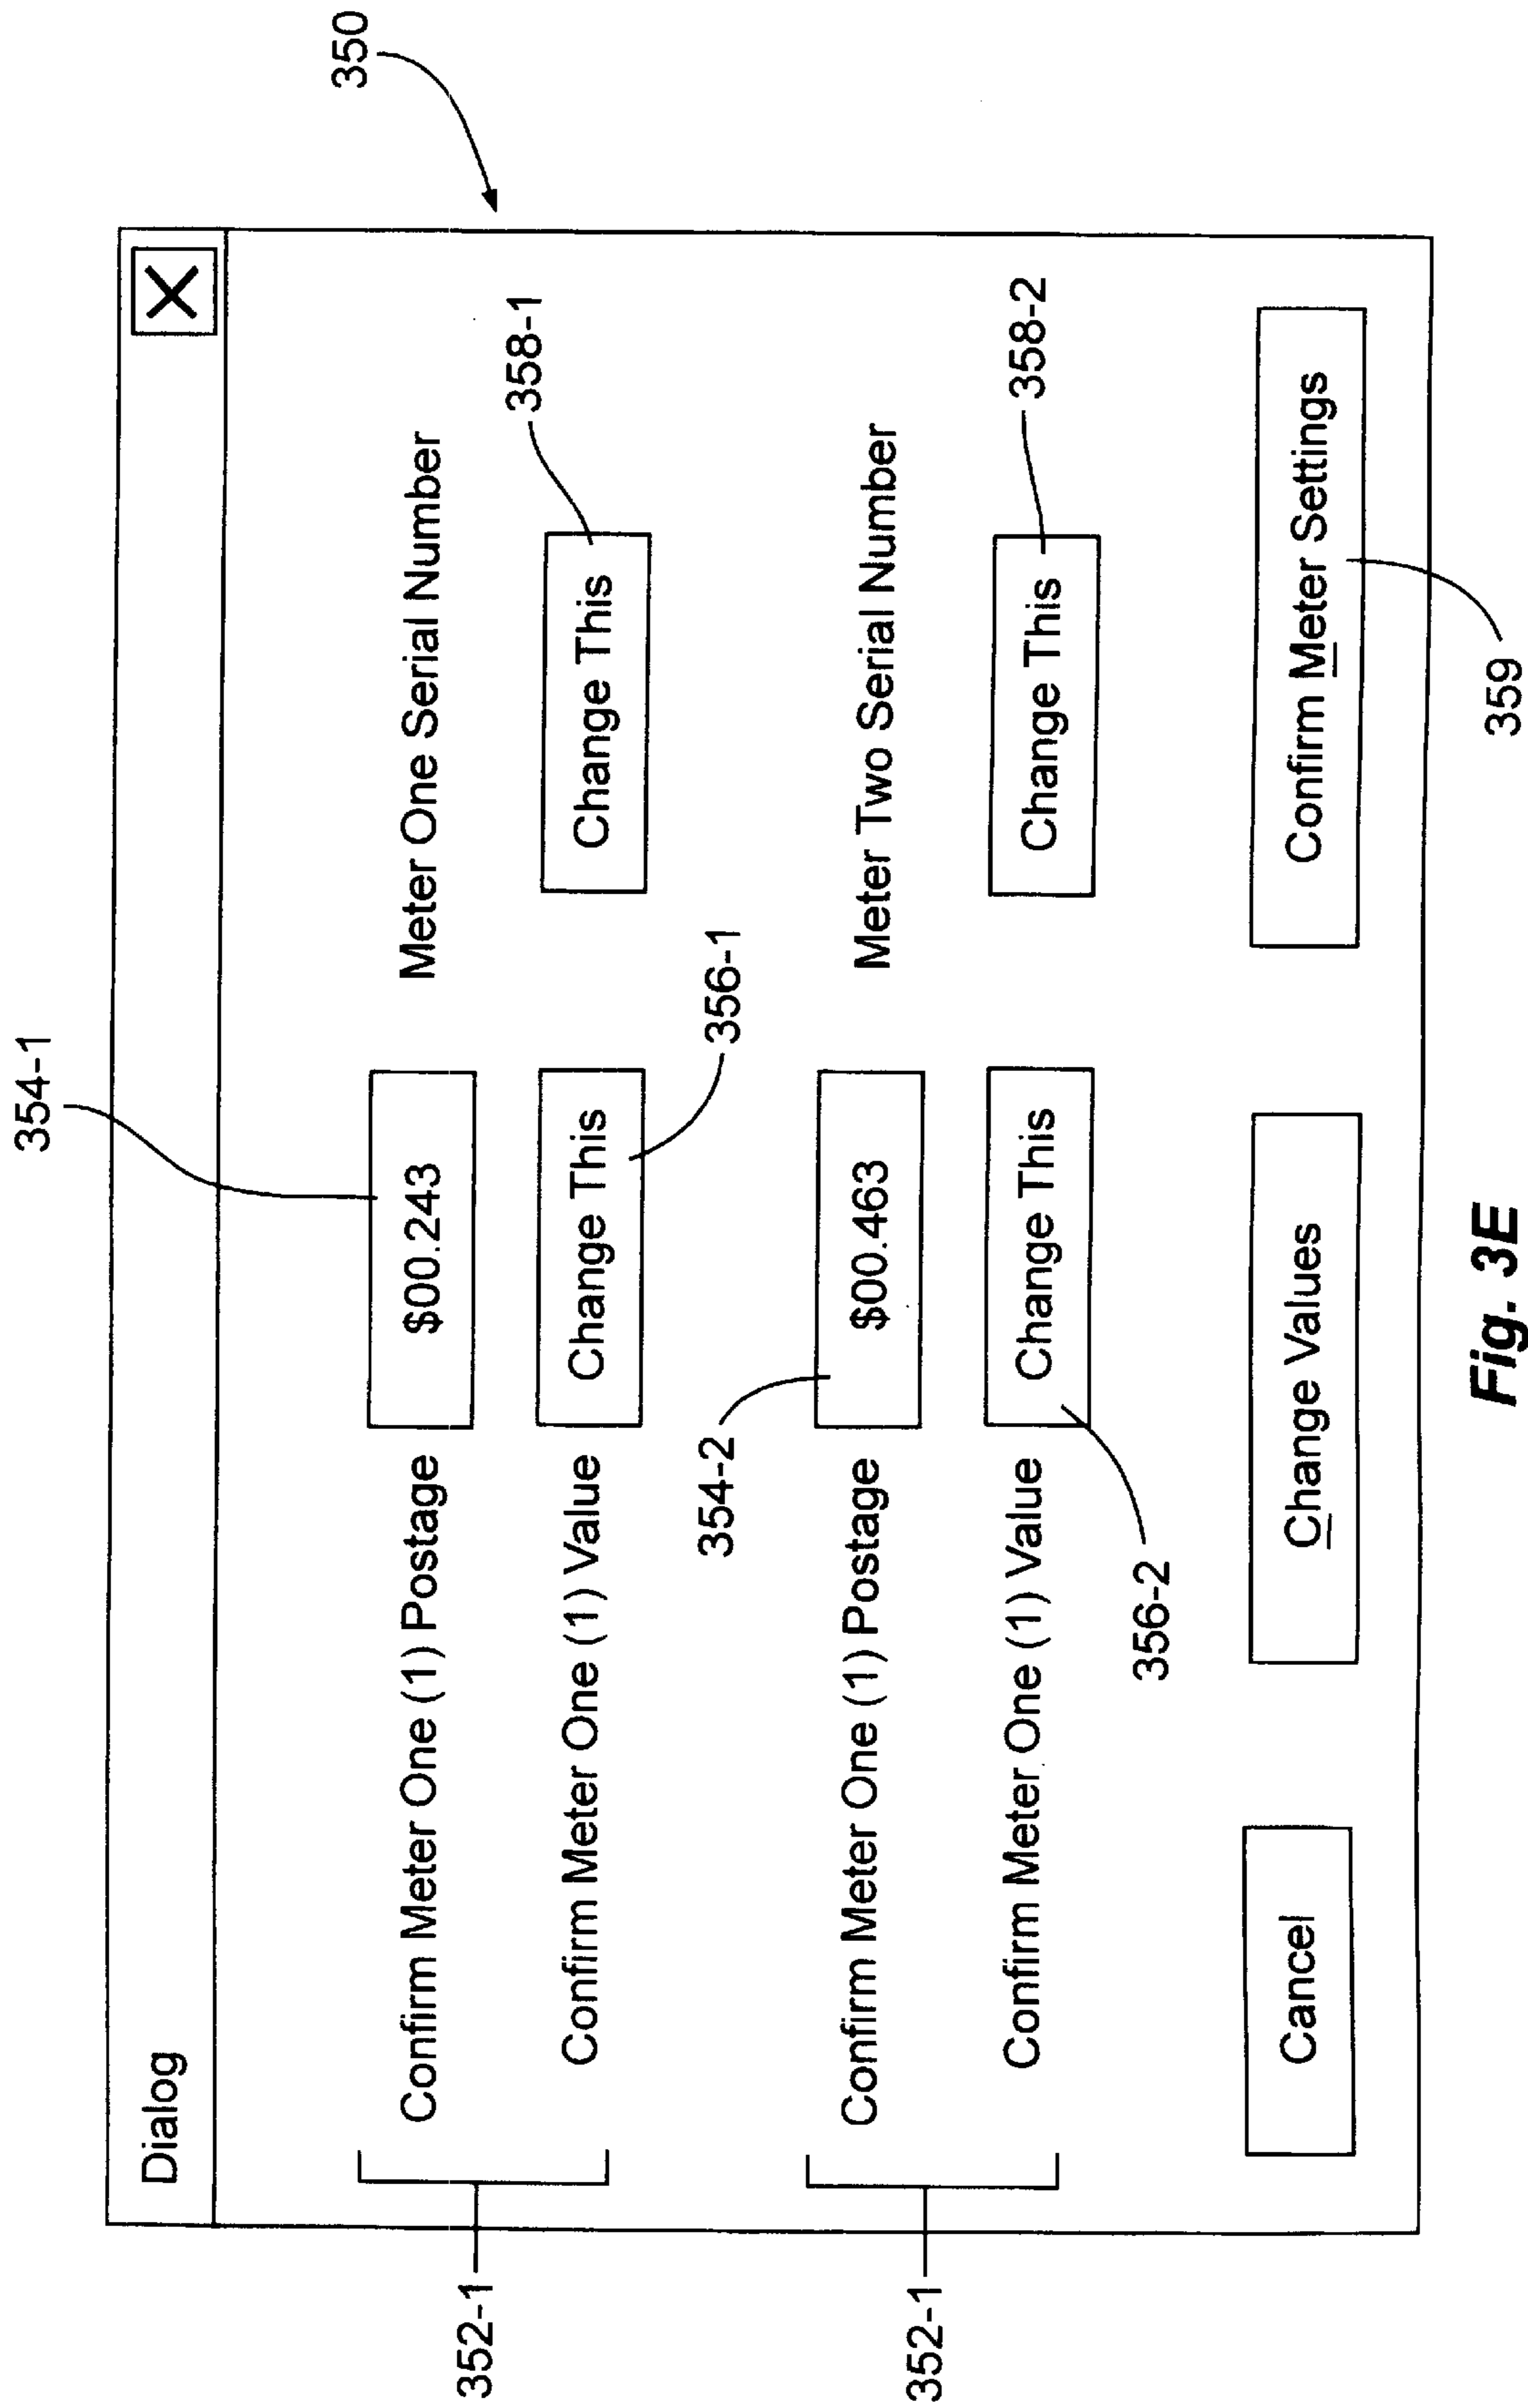 350
354-1
Dialog
X
352-1
Confirm Meter One (1) Postage
$00.243
Meter One Serial Number
358-1
Confirm Meter One (1) Value
Change This
Change This
356-1
354-2
352-1
Confirm Meter One (1) Postage
$00.463
Meter Two Serial Number
358-2
Confirm Meter One (1) Value
Change This
Change This
356-2
Cancel
Change Values
Confirm Meter Settings
359
Fig. 3E